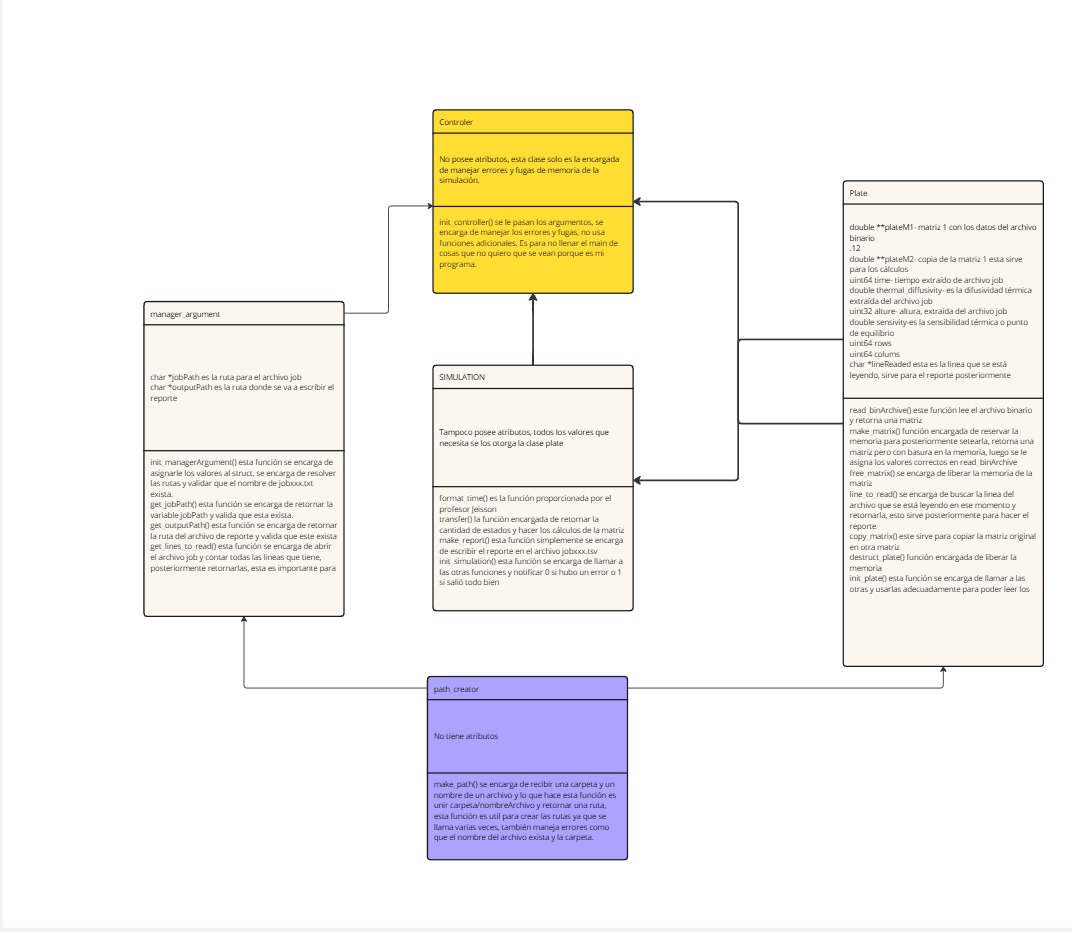 Controler
No posee atributos, esta clase solo es la encargada
de manejar errores y fugas de memoria de la
simulación.
init_controller() se le pasan los argumentos, se
encarga de manejar los errores y fugas, no usa
funciones adicionales. Es para no llenar el main de
cosas que no quiero que se vean porque es mi
programa.
manager_argument
char *jobPath es la ruta para el archivo job
char *outputPath es la ruta donde se va a escribir el
reporte
init_managerArgument() esta función se encarga de
asignarle los valores al struct, se encarga de resolver
las rutas y validar que el nombre de jobxxx.txt
exista.
get_jobPath() esta función se encarga de retornar la
variable jobPath y valida que esta exista.
get_outputPath() esta función se encarga de retornar
la ruta del archivo de reporte y valida que este exista
get_lines_to_read() esta función se encarga de abrir
el archivo job y contar todas las lineas que tiene,
posteriormente retornarlas, esta es importante para
SIMULATION
Tampoco posee atributos, todos los valores que
necesita se los otorga la clase plate
format_time() es la función proporcionada por el
profesor Jeisson
transfer() la función encargada de retornar la
cantidad de estados y hacer los cálculos de la matriz
make_report() esta función simplemente se encarga
de escribir el reporte en el archivo jobxxx.tsv
init_simulation() esta función se encarga de llamar a
las otras funciones y notificar 0 si hubo un error o 1
si salió todo bien
Plate
double **plateM1- matriz 1 con los datos del archivo
binario
.12
double **plateM2- copia de la matriz 1 esta sirve
para los cálculos
uint64 time- tiempo extraído de archivo job
double thermal_diffusivity- es la difusividad térmica
extraída del archivo job
uint32 alture- altura, extraída del archivo job
double sensivity-es la sensibilidad térmica o punto
de equilibrio
uint64 rows
uint64 colums
char *lineReaded esta es la linea que se está
leyendo, sirve para el reporte posteriormente
read_binArchive() este función lee el archivo binario
y retorna una matriz
make_matrix() función encargada de reservar la
memoria para posteriormente setearla, retorna una
matriz pero con basura en la memoria, luego se le
asigna los valores correctos en read_binArchive
free_matrix() se encarga de liberar la memoria de la
matriz
line_to_read() se encarga de buscar la linea del
archivo que se está leyendo en ese momento y
retornarla, esto sirve posteriormente para hacer el
reporte
copy_matrix() este sirve para copiar la matriz original
en otra matriz
destruct_plate() función encargada de liberar la
memoria
init_plate() esta función se encarga de llamar a las
otras y usarlas adecuadamente para poder leer los
path_creator
No tiene atributos
make_path() se encarga de recibir una carpeta y un
nombre de un archivo y lo que hace esta función es
unir carpeta/nombreArchivo y retornar una ruta,
esta función es util para crear las rutas ya que se
llama varias veces, también maneja errores como
que el nombre del archivo exista y la carpeta.